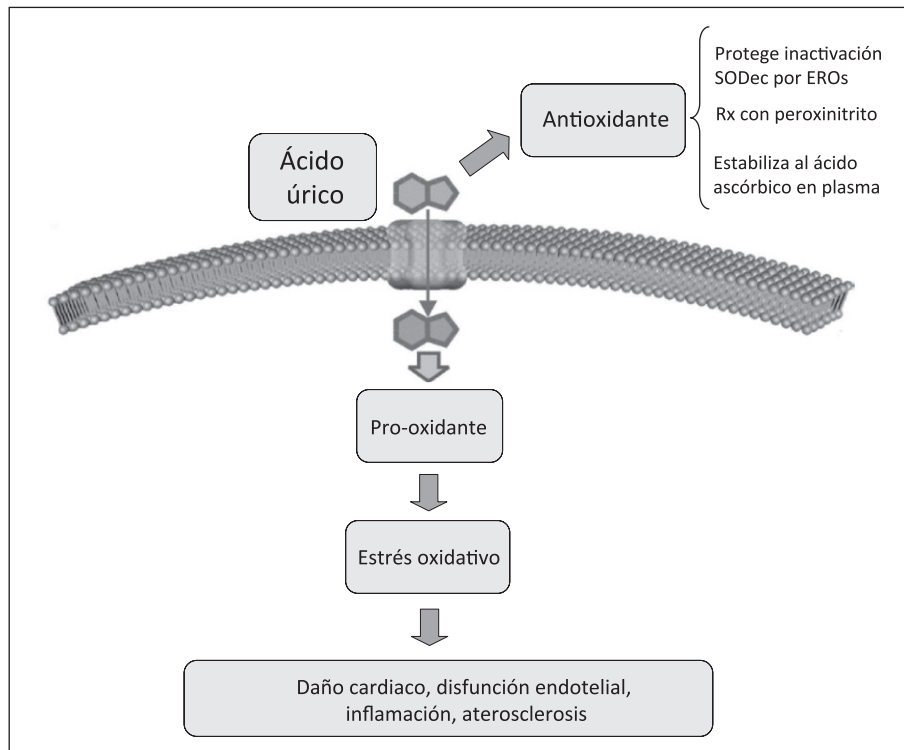 Protege inactivación
SODec por EROs
Antioxidante
Rx con peroxinitrito
Ácido
úrico
Estabiliza al ácido
ascórbico en plasma
Pro-oxidante
Estrés oxidativo
Daño cardiaco, disfunción endotelial,
inflamación, aterosclerosis